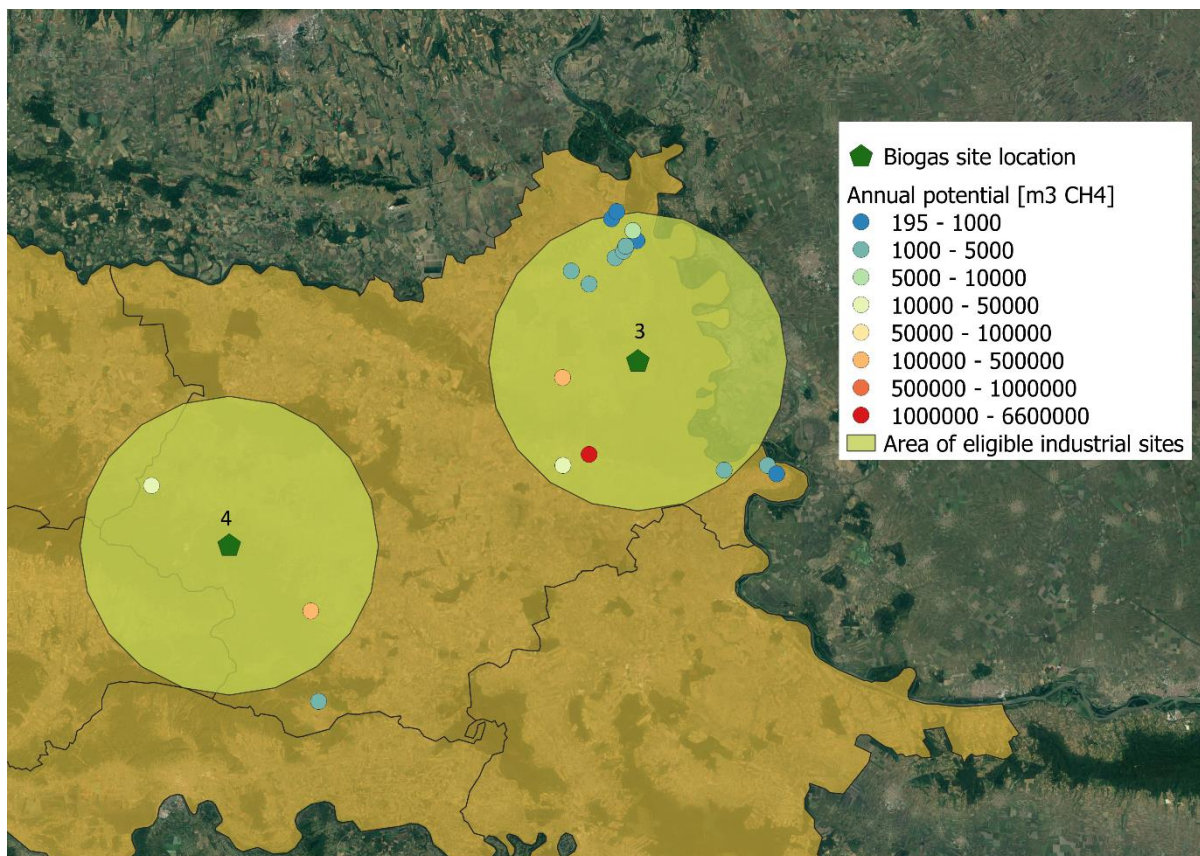 Biogas site location
Annual potential [m3 CH4]
195 - 1000
1000 - 5000
5000 - 10000
10000 - 50000
50000 - 100000
100000 - 500000
500000 - 1000000
1000000 - 6600000
Area of eligible industrial sites
3
4